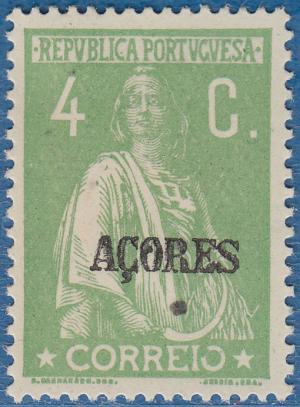 · REPVBLICA PORTVGVESA ·
4 C.
AÇORES
★ CORREIO ★